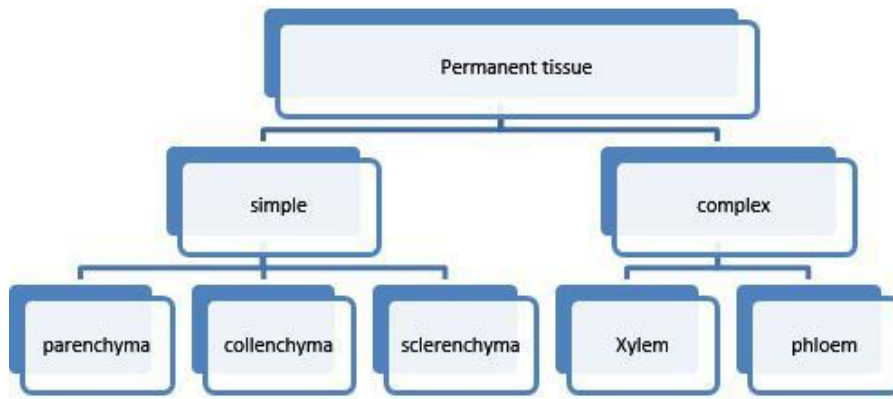 Permanent tissue
simple
complex
parenchyma
collenchyma
sclerenchyma
Xylem
phloem